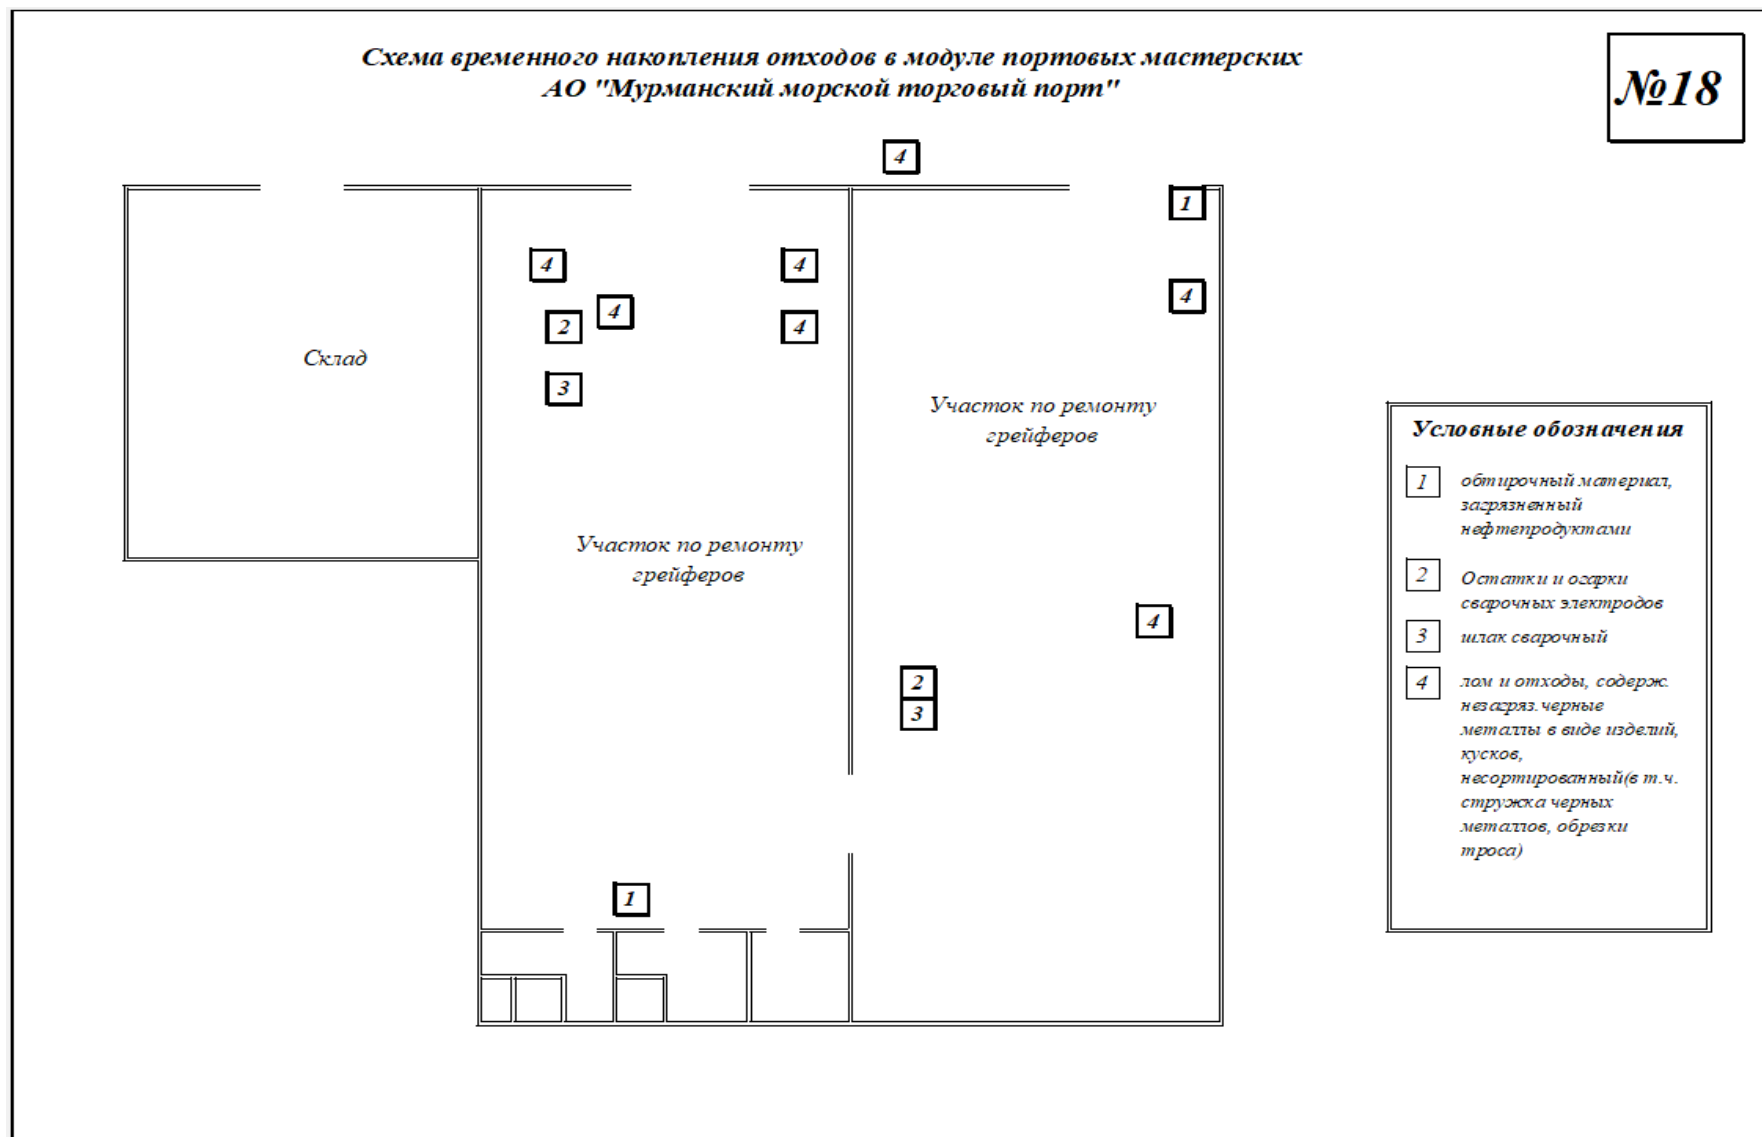 Схема временного накопления отходов в модуле портовых мастерских
АО "Мурманский морской торговый порт"
№18
4
1
4
4
4
4
2
4
3
Склад
Участок по ремонту
грейферов
Участок по ремонту
грейферов
4
2
3
1
Условные обозначения
1 обтирочный материал,
загрязненный
нефтепродуктами
2 Остатки и огарки
сварочных электродов
3 шлак сварочный
4 лом и отходы, содерж.
незагряз.черные
металлы в виде изделий,
кусков,
несортированный(в т.ч.
стружка черных
металлов, обрезки
троса)